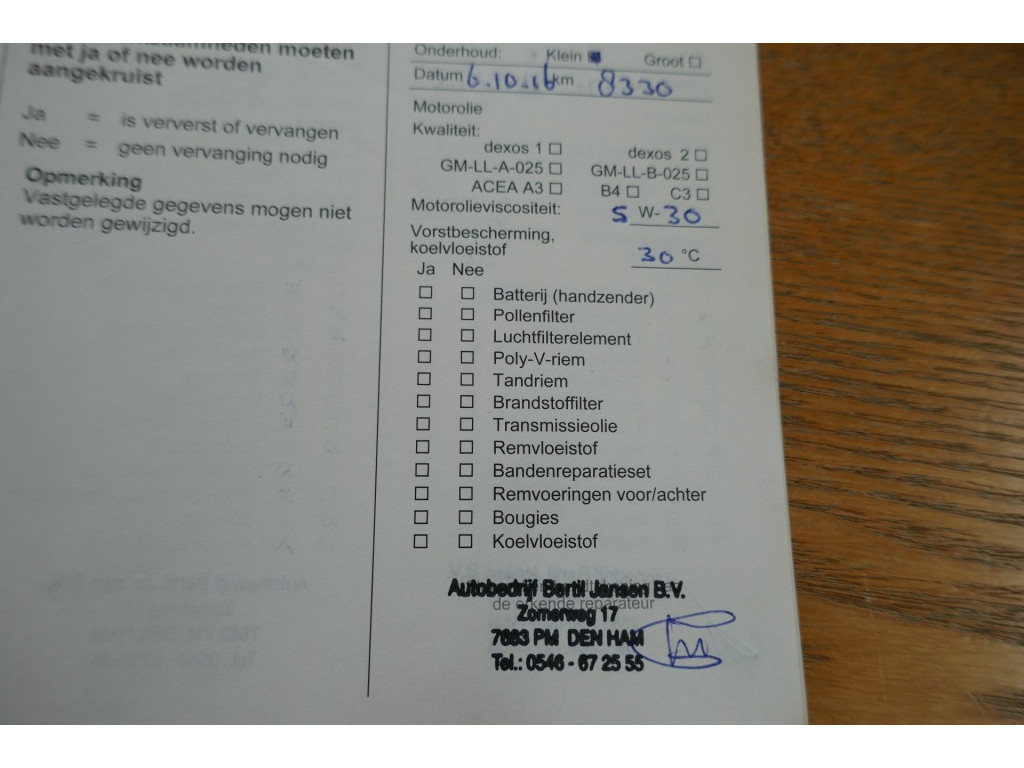 moeten
met ja of nee worden
aangekruist
Ja = is ververst of vervangen
Nee = geen vervanging nodig
Opmerking
Vastgelegde gegevens mogen niet
worden gewijzigd.
Onderhoud: Klein Groot
Datum 6.10.16 km 8330
Motorolie
Kwaliteit:
dexos 1 dexos 2
GM-LL-A-025 GM-LL-B-025
ACEA A3 B4 C3
Motorolieviscositeit: 5 W-30
Vorstbescherming,
koelvloeistof 30 °C
Ja Nee
Batterij (handzender)
Pollenfilter
Luchtfilterelement
Poly-V-riem
Tandriem
Brandstoffilter
Transmissieolie
Remvloeistof
Bandenreparatieset
Remvoeringen voor/achter
Bougies
Koelvloeistof
Autobedrijf Bertil Jansen B.V.
de erkende reparateur
Zomerweg 17
7683 PM DEN HAM
Tel.: 0546 - 67 25 55